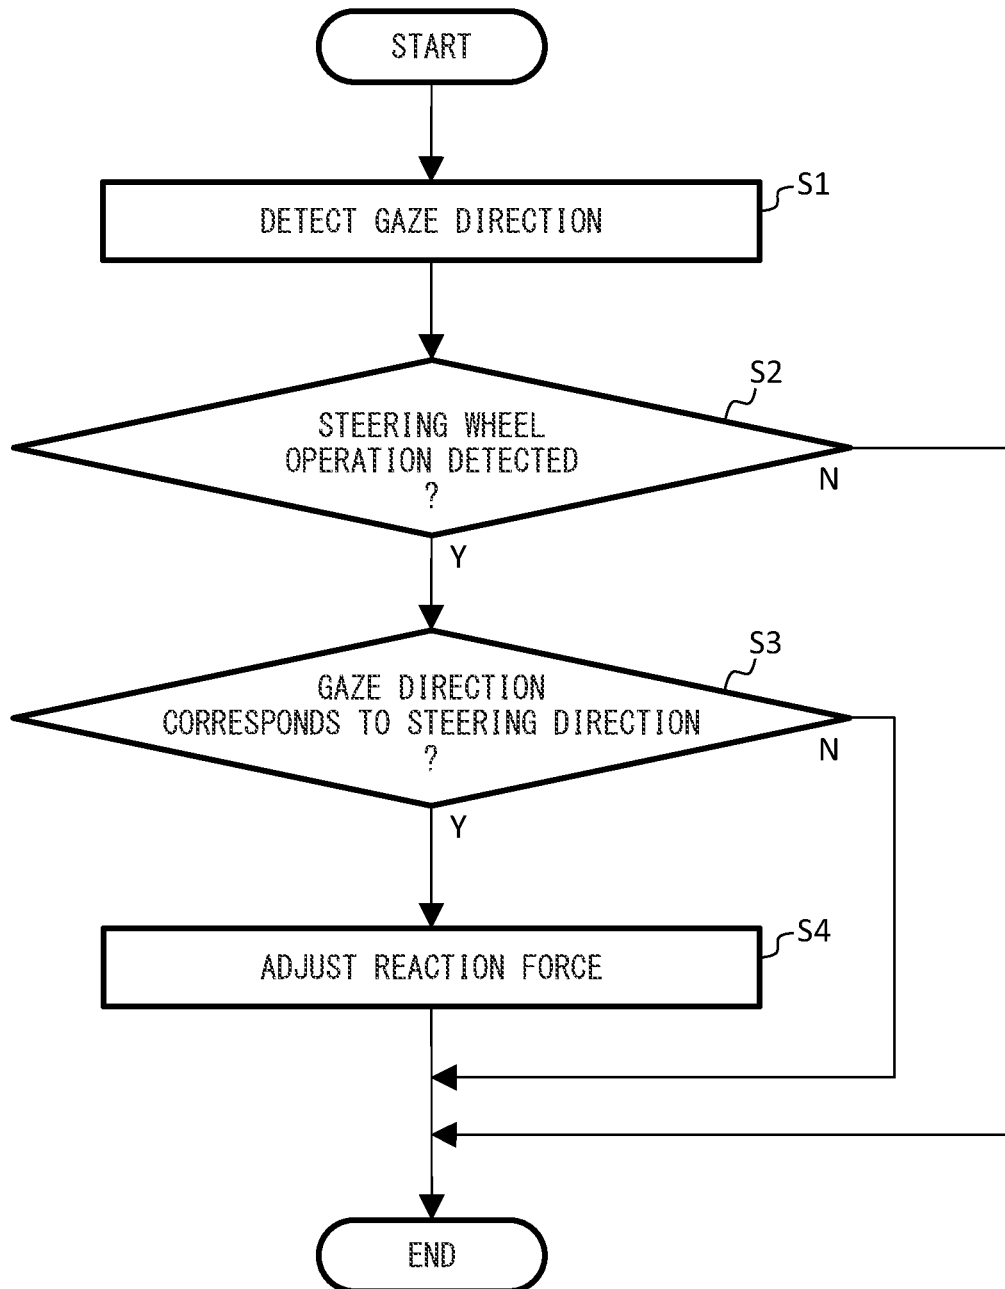 START
DETECT GAZE DIRECTION
S1
STEERING WHEEL
OPERATION DETECTED
?
S2
N
Y
GAZE DIRECTION
CORRESPONDS TO STEERING DIRECTION
?
S3
N
Y
ADJUST REACTION FORCE
S4
END